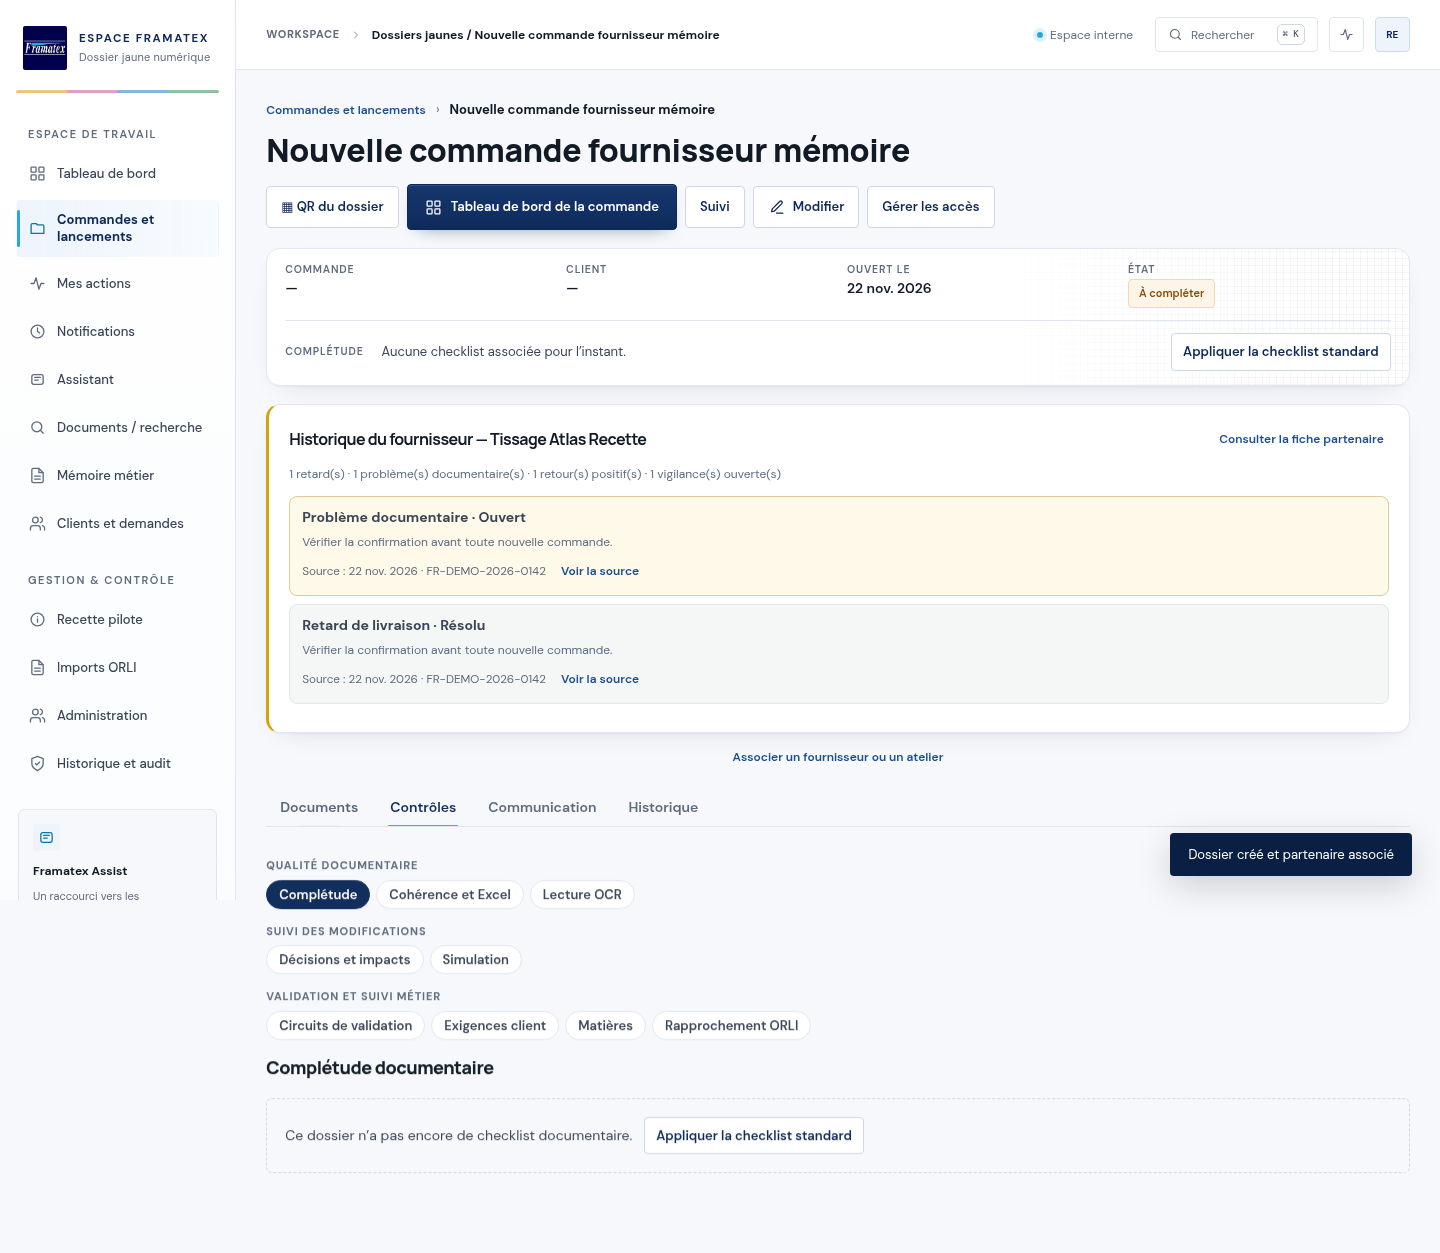 Framatex
ESPACE FRAMATEX
Dossier jaune numérique
ESPACE DE TRAVAIL
Tableau de bord
Commandes et
lancements
Mes actions
Notifications
Assistant
Documents / recherche
Mémoire métier
Clients et demandes
GESTION & CONTRÔLE
Recette pilote
Imports ORLI
Administration
Historique et audit
Framatex Assist
Un raccourci vers les
WORKSPACE > Dossiers jaunes / Nouvelle commande fournisseur mémoire
Espace interne
Rechercher ⌘ K
RE
Commandes et lancements › Nouvelle commande fournisseur mémoire
Nouvelle commande fournisseur mémoire
▦ QR du dossier
Tableau de bord de la commande
Suivi
Modifier
Gérer les accès
COMMANDE
—
CLIENT
—
OUVERT LE
22 nov. 2026
ÉTAT
À compléter
COMPLÉTUDE Aucune checklist associée pour l’instant.
Appliquer la checklist standard
Historique du fournisseur — Tissage Atlas Recette
Consulter la fiche partenaire
1 retard(s) · 1 problème(s) documentaire(s) · 1 retour(s) positif(s) · 1 vigilance(s) ouverte(s)
Problème documentaire · Ouvert
Vérifier la confirmation avant toute nouvelle commande.
Source : 22 nov. 2026 · FR-DEMO-2026-0142 Voir la source
Retard de livraison · Résolu
Vérifier la confirmation avant toute nouvelle commande.
Source : 22 nov. 2026 · FR-DEMO-2026-0142 Voir la source
Associer un fournisseur ou un atelier
Documents Contrôles Communication Historique
Dossier créé et partenaire associé
QUALITÉ DOCUMENTAIRE
Complétude Cohérence et Excel Lecture OCR
SUIVI DES MODIFICATIONS
Décisions et impacts Simulation
VALIDATION ET SUIVI MÉTIER
Circuits de validation Exigences client Matières Rapprochement ORLI
Complétude documentaire
Ce dossier n’a pas encore de checklist documentaire. Appliquer la checklist standard